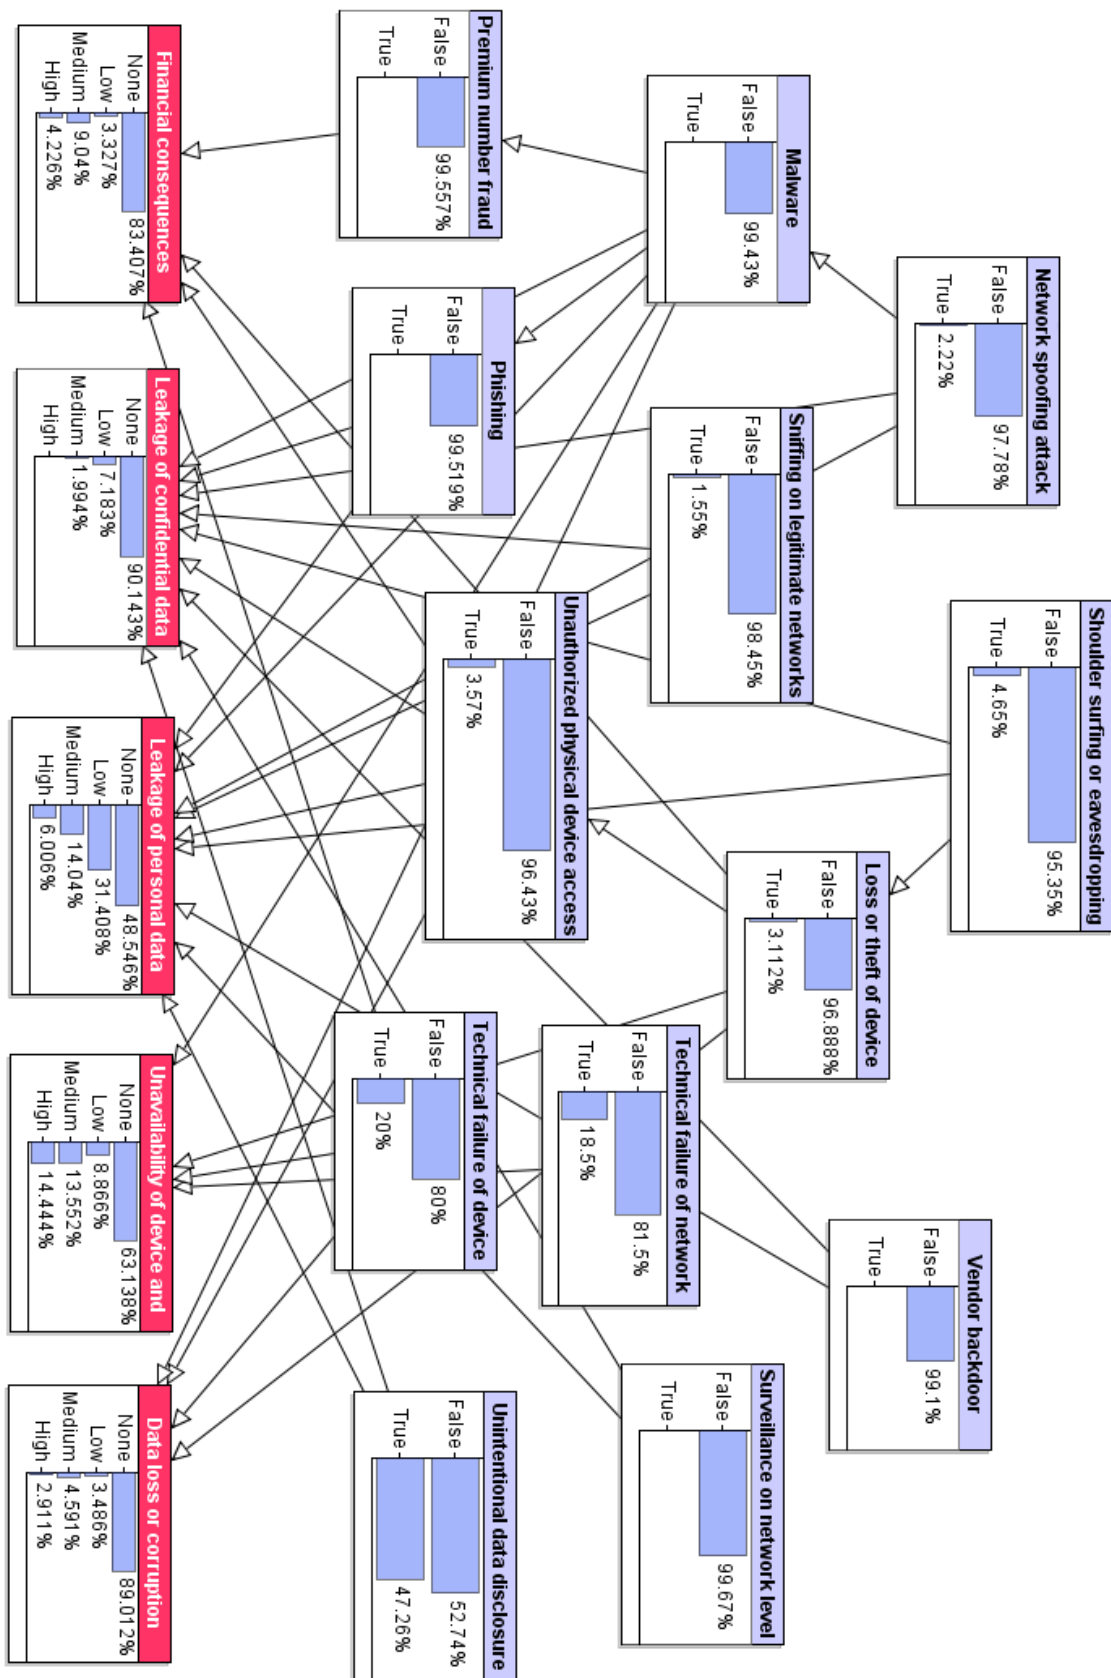 Network spoofing attack
False
97.78%
True
2.22%
Shoulder surfing or eavesdropping
False
95.35%
True
4.65%
Vendor backdoor
False
99.1%
True
Malware
False
99.43%
True
Sniffing on legitimate networks
False
98.45%
True
1.55%
Loss or theft of device
False
96.888%
True
3.112%
Surveillance on network level
False
99.67%
True
Technical failure of network
False
81.5%
True
18.5%
Premium number fraud
False
99.557%
True
Phishing
False
99.519%
True
Unauthorized physical device access
False
96.43%
True
3.57%
Technical failure of device
False
80%
True
20%
Unintentional data disclosure
False
52.74%
True
47.26%
Financial consequences
None
83.407%
Low
3.327%
Medium
9.04%
High
4.226%
Leakage of confidential data
None
90.143%
Low
7.183%
Medium
1.994%
High
Leakage of personal data
None
48.546%
Low
31.408%
Medium
14.04%
High
6.006%
Unavailability of device and
None
63.138%
Low
8.866%
Medium
13.552%
High
14.444%
Data loss or corruption
None
89.012%
Low
3.486%
Medium
4.591%
High
2.911%